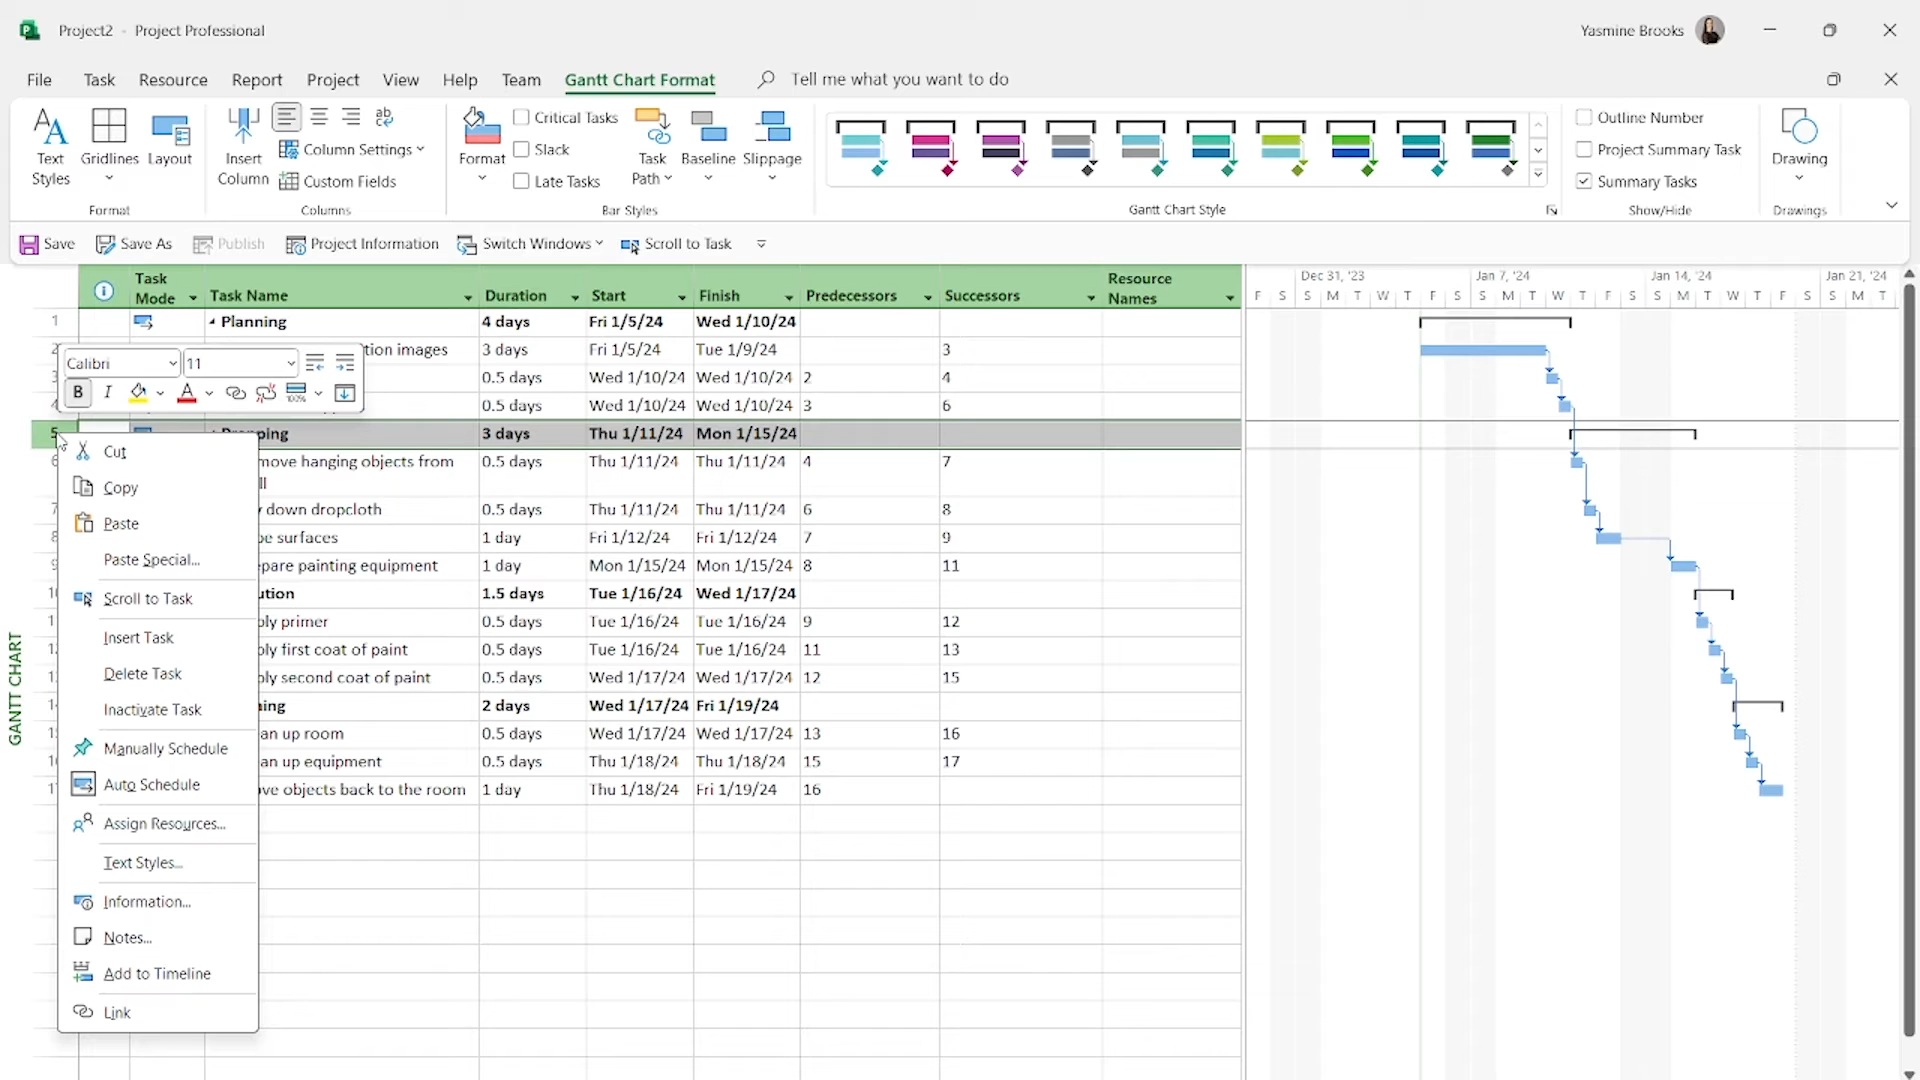 Project2 - Project Professional
Yasmine Brooks
File Task Resource Report Project View Help Team Gantt Chart Format Tell me what you want to do
Text Styles
Gridlines
Layout
Format
Insert Column
Column Settings
Custom Fields
Columns
Format
Critical Tasks
Slack
Late Tasks
Task Path
Baseline
Slippage
Bar Styles
Gantt Chart Style
Outline Number
Project Summary Task
Summary Tasks
Show/Hide
Drawing
Drawings
Save Save As Publish Project Information Switch Windows Scroll to Task
Task Mode Task Name Duration Start Finish Predecessors Successors Resource Names
Dec 31, '23 Jan 7, '24 Jan 14, '24 Jan 21, '24
F S S M T W T F S S M T W T F S S M T W T F S S M T
1 Planning 4 days Fri 1/5/24 Wed 1/10/24
tion images 3 days Fri 1/5/24 Tue 1/9/24 3
0.5 days Wed 1/10/24 Wed 1/10/24 2 4
0.5 days Wed 1/10/24 Wed 1/10/24 3 6
Calibri 11
B I
100%
5 3 days Thu 1/11/24 Mon 1/15/24
move hanging objects from
ll
0.5 days Thu 1/11/24 Thu 1/11/24 4 7
down dropcloth 0.5 days Thu 1/11/24 Thu 1/11/24 6 8
pe surfaces 1 day Fri 1/12/24 Fri 1/12/24 7 9
epare painting equipment 1 day Mon 1/15/24 Mon 1/15/24 8 11
ution 1.5 days Tue 1/16/24 Wed 1/17/24
ply primer 0.5 days Tue 1/16/24 Tue 1/16/24 9 12
ply first coat of paint 0.5 days Tue 1/16/24 Tue 1/16/24 11 13
ply second coat of paint 0.5 days Wed 1/17/24 Wed 1/17/24 12 15
ning 2 days Wed 1/17/24 Fri 1/19/24
an up room 0.5 days Wed 1/17/24 Wed 1/17/24 13 16
an up equipment 0.5 days Thu 1/18/24 Thu 1/18/24 15 17
ove objects back to the room 1 day Thu 1/18/24 Fri 1/19/24 16
Cut
Copy
Paste
Paste Special...
Scroll to Task
Insert Task
Delete Task
Inactivate Task
Manually Schedule
Auto Schedule
Assign Resources...
Text Styles...
Information...
Notes...
Add to Timeline
Link
GANTT CHART